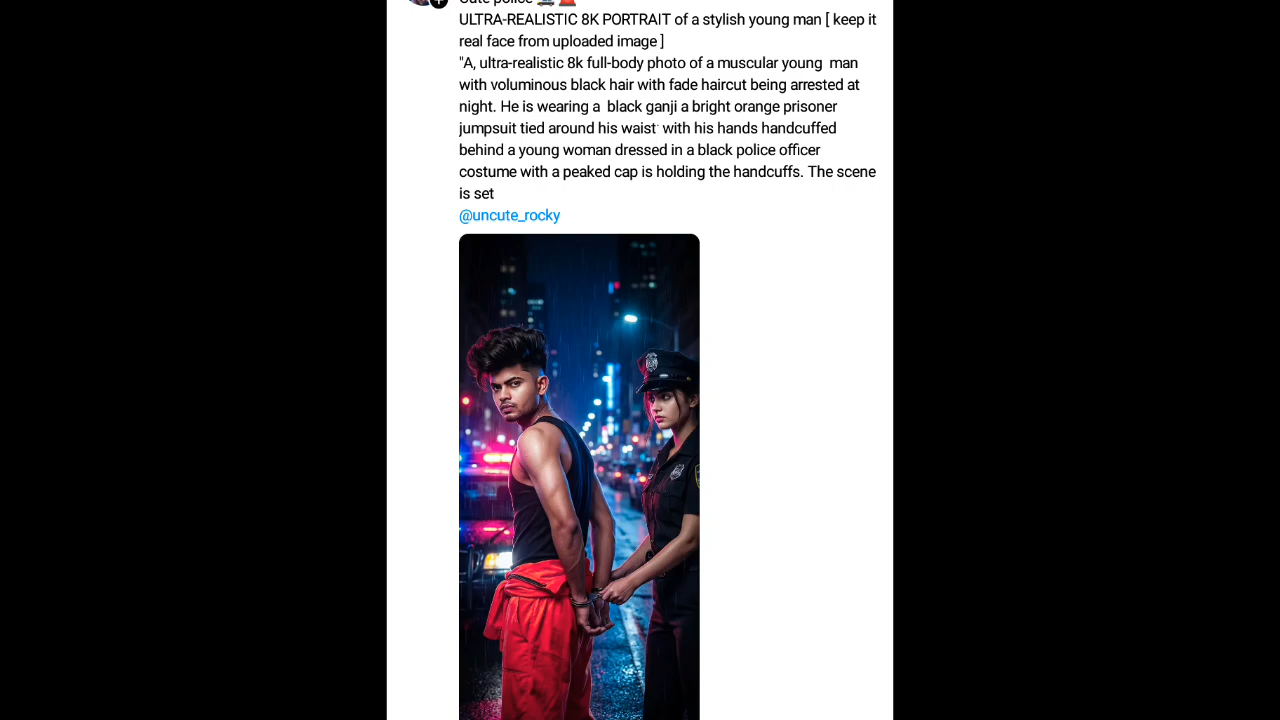 Cute police 🚔🚨
ULTRA-REALISTIC 8K PORTRAIT of a stylish young man [ keep it
real face from uploaded image ]
"A, ultra-realistic 8k full-body photo of a muscular young  man
with voluminous black hair with fade haircut being arrested at
night. He is wearing a  black ganji a bright orange prisoner
jumpsuit tied around his waist with his hands handcuffed
behind a young woman dressed in a black police officer
costume with a peaked cap is holding the handcuffs. The scene
is set
@uncute_rocky